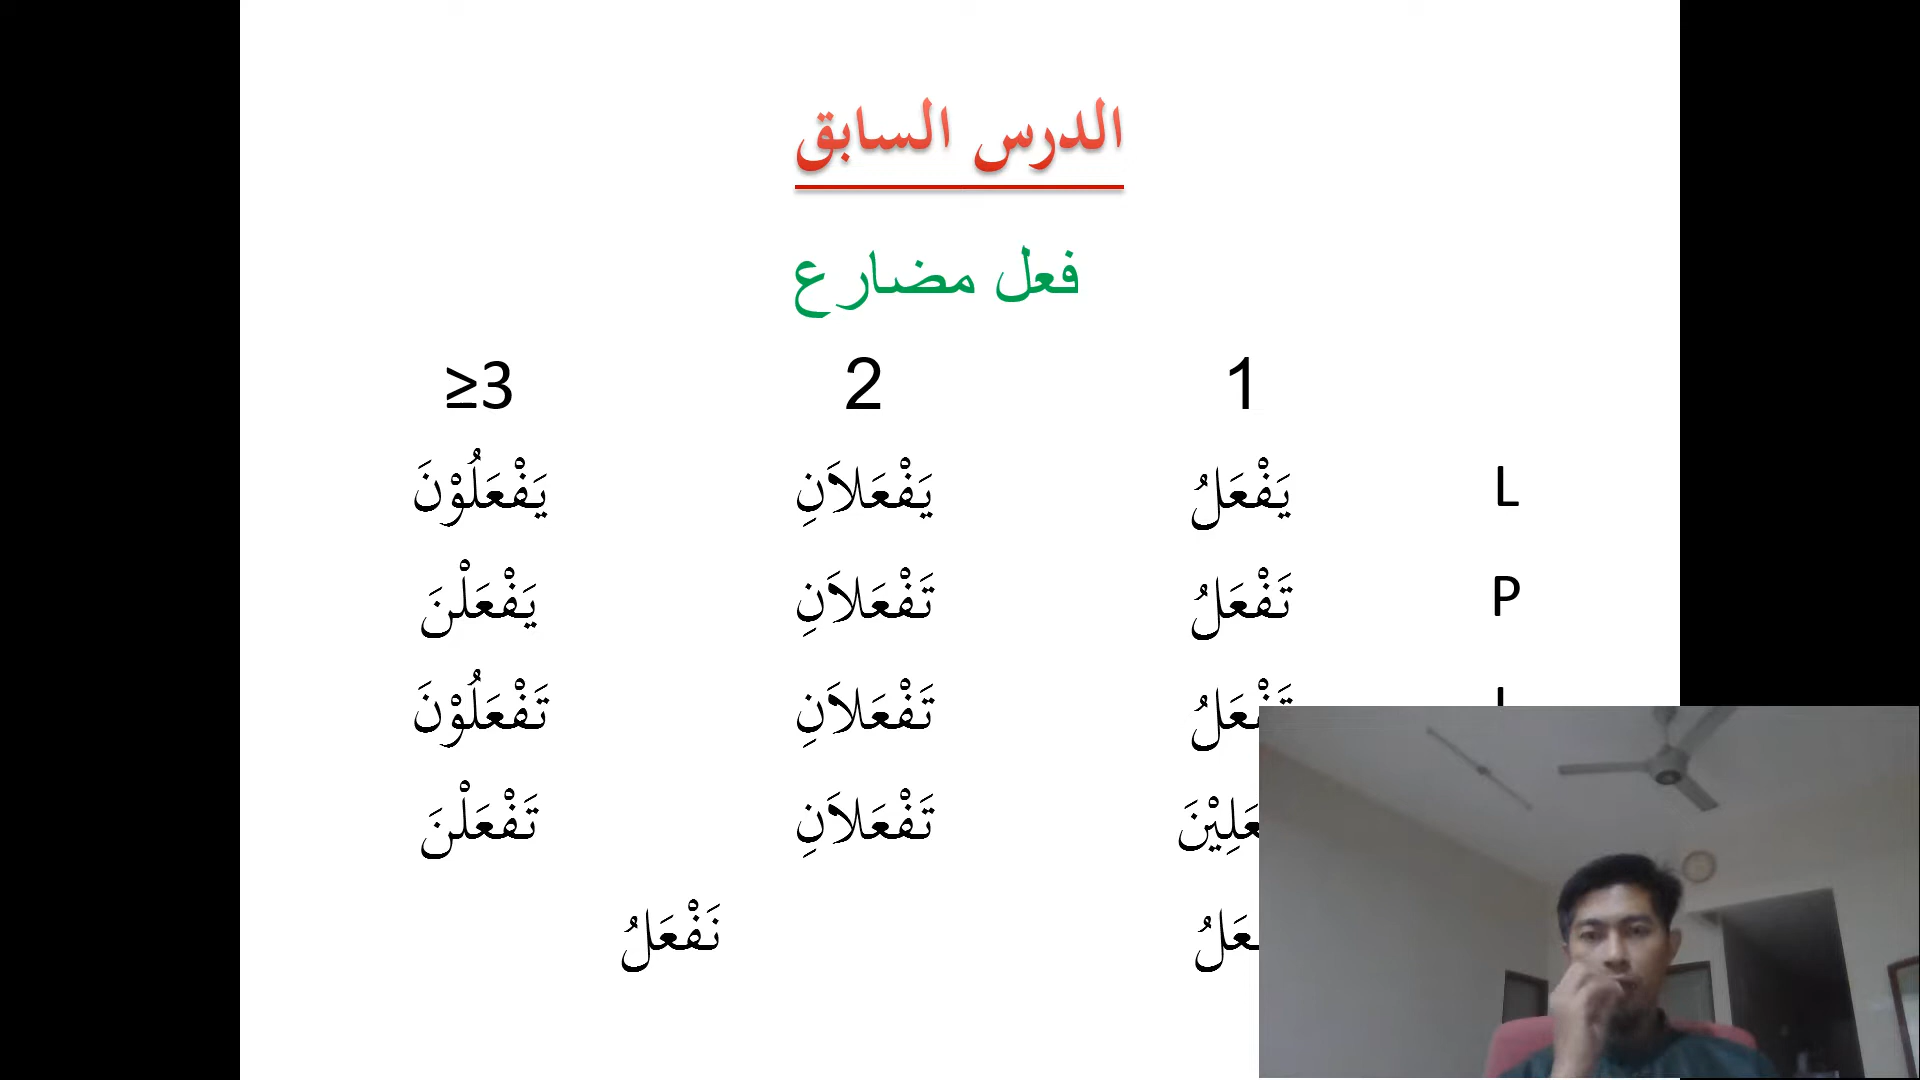 الدرس السابق
فعل مضارع
1 2 ≥3
L يَفْعَلُ يَفْعَلاَنِ يَفْعَلُوْنَ
P تَفْعَلُ تَفْعَلاَنِ يَفْعَلْنَ
تَفْعَلُ تَفْعَلاَنِ تَفْعَلُوْنَ
تَفْعَلاَنِ تَفْعَلْنَ
نَفْعَلُ